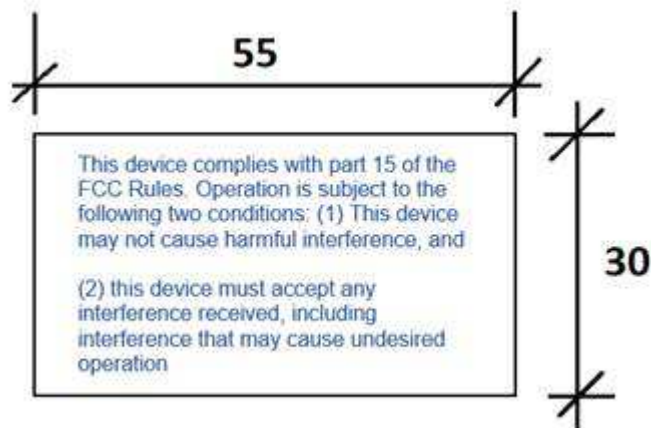 55
This device complies with part 15 of the
FCC Rules. Operation is subject to the
following two conditions: (1) This device
may not cause harmful interference, and
(2) this device must accept any
interference received, including
interference that may cause undesired
operation
30